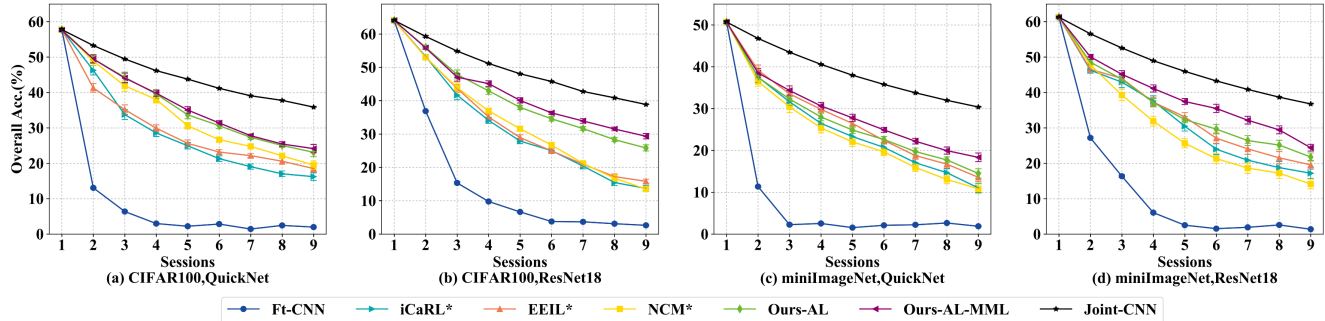 60
50
40
30
20
10
0
Overall Acc.(%)
1 2 3 4 5 6 7 8 9
Sessions
(a) CIFAR100,QuickNet
60
50
40
30
20
10
0
1 2 3 4 5 6 7 8 9
Sessions
(b) CIFAR100,ResNet18
50
40
30
20
10
0
1 2 3 4 5 6 7 8 9
Sessions
(c) miniImageNet,QuickNet
60
50
40
30
20
10
0
1 2 3 4 5 6 7 8 9
Sessions
(d) miniImageNet,ResNet18
Ft-CNN iCaRL* EEIL* NCM* Ours-AL Ours-AL-MML Joint-CNN